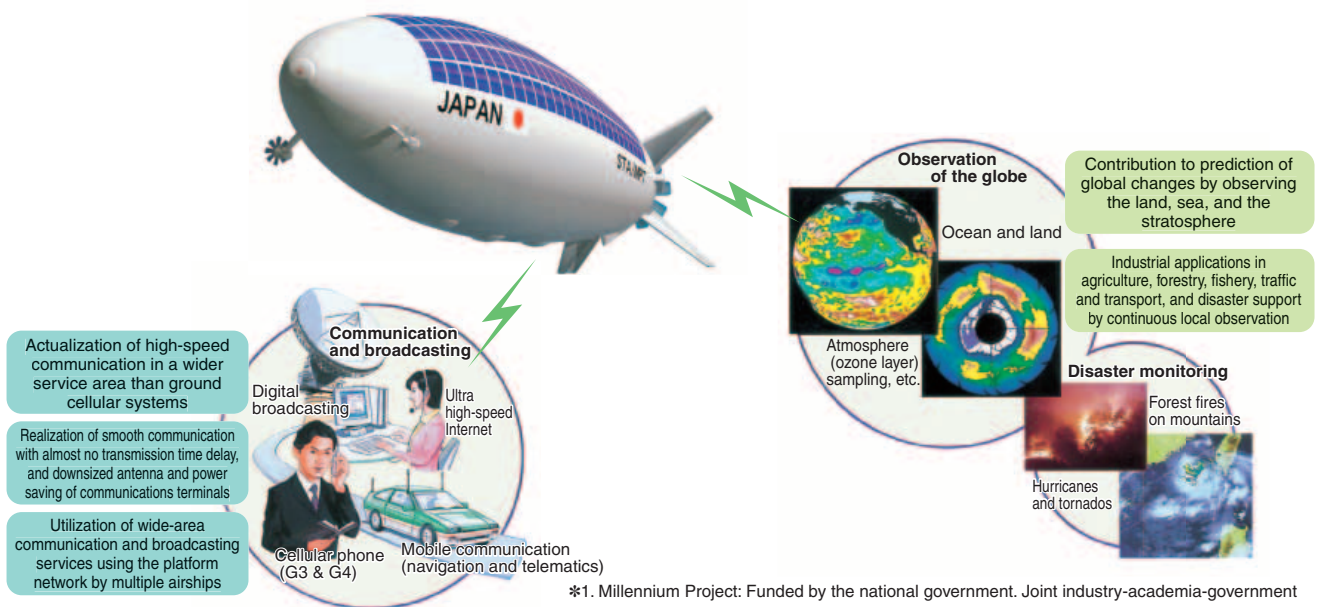 JAPAN
Observation
of the globe
Ocean and land
Atmosphere
(ozone layer)
sampling, etc.
Contribution to prediction of
global changes by observing
the land, sea, and the
stratosphere
Industrial applications in
agriculture, forestry, fishery, traffic
and transport, and disaster support
by continuous local observation
Disaster monitoring
Forest fires
on mountains
Hurricanes
and tornados
Communication
and broadcasting
Digital
broadcasting
Ultra
high-speed
Internet
Cellular phone
(G3 & G4)
Mobile communication
(navigation and telematics)
Actualization of high-speed
communication in a wider
service area than ground
cellular systems
Realization of smooth communication
with almost no transmission time delay,
and downsized antenna and power
saving of communications terminals
Utilization of wide-area
communication and broadcasting
services using the platform
network by multiple airships
✻1. Millennium Project: Funded by the national government. Joint industry-academia-government